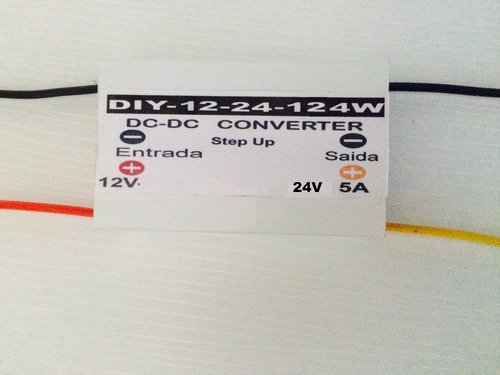 DIY-12-24-124W
DC-DC CONVERTER
Step Up
Entrada Saida
12V. 24V 5A